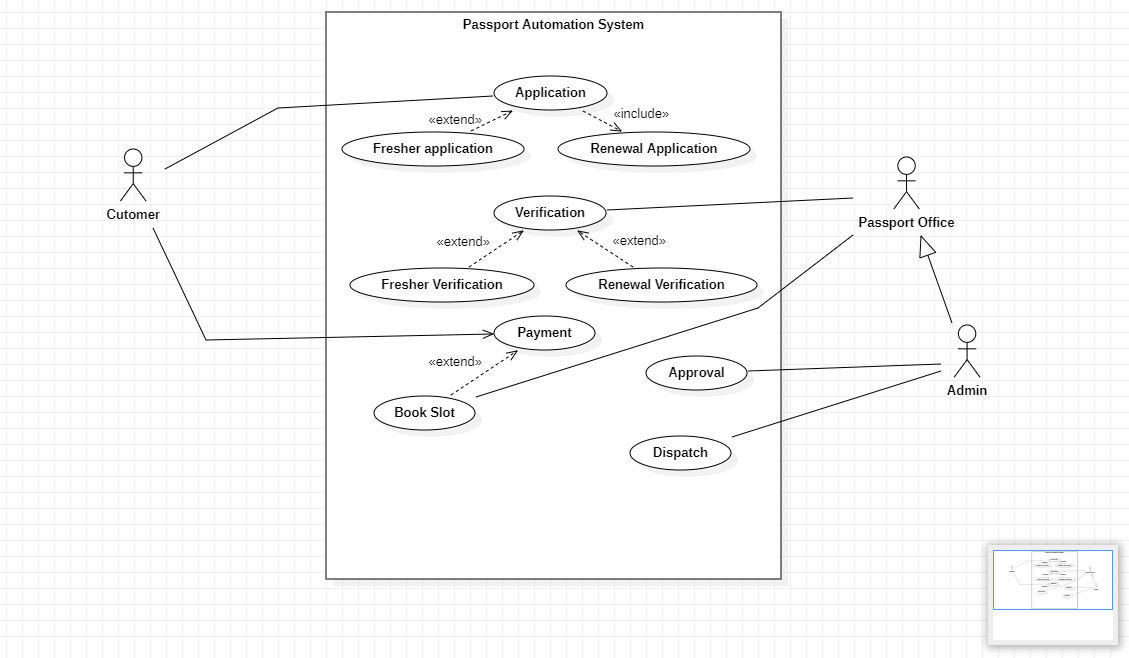 Passport Automation System
Application
«extend»
«include»
Fresher application
Renewal Application
Cutomer
Verification
Passport Office
«extend»
«extend»
Fresher Verification
Renewal Verification
Payment
«extend»
Approval
Admin
Book Slot
Dispatch